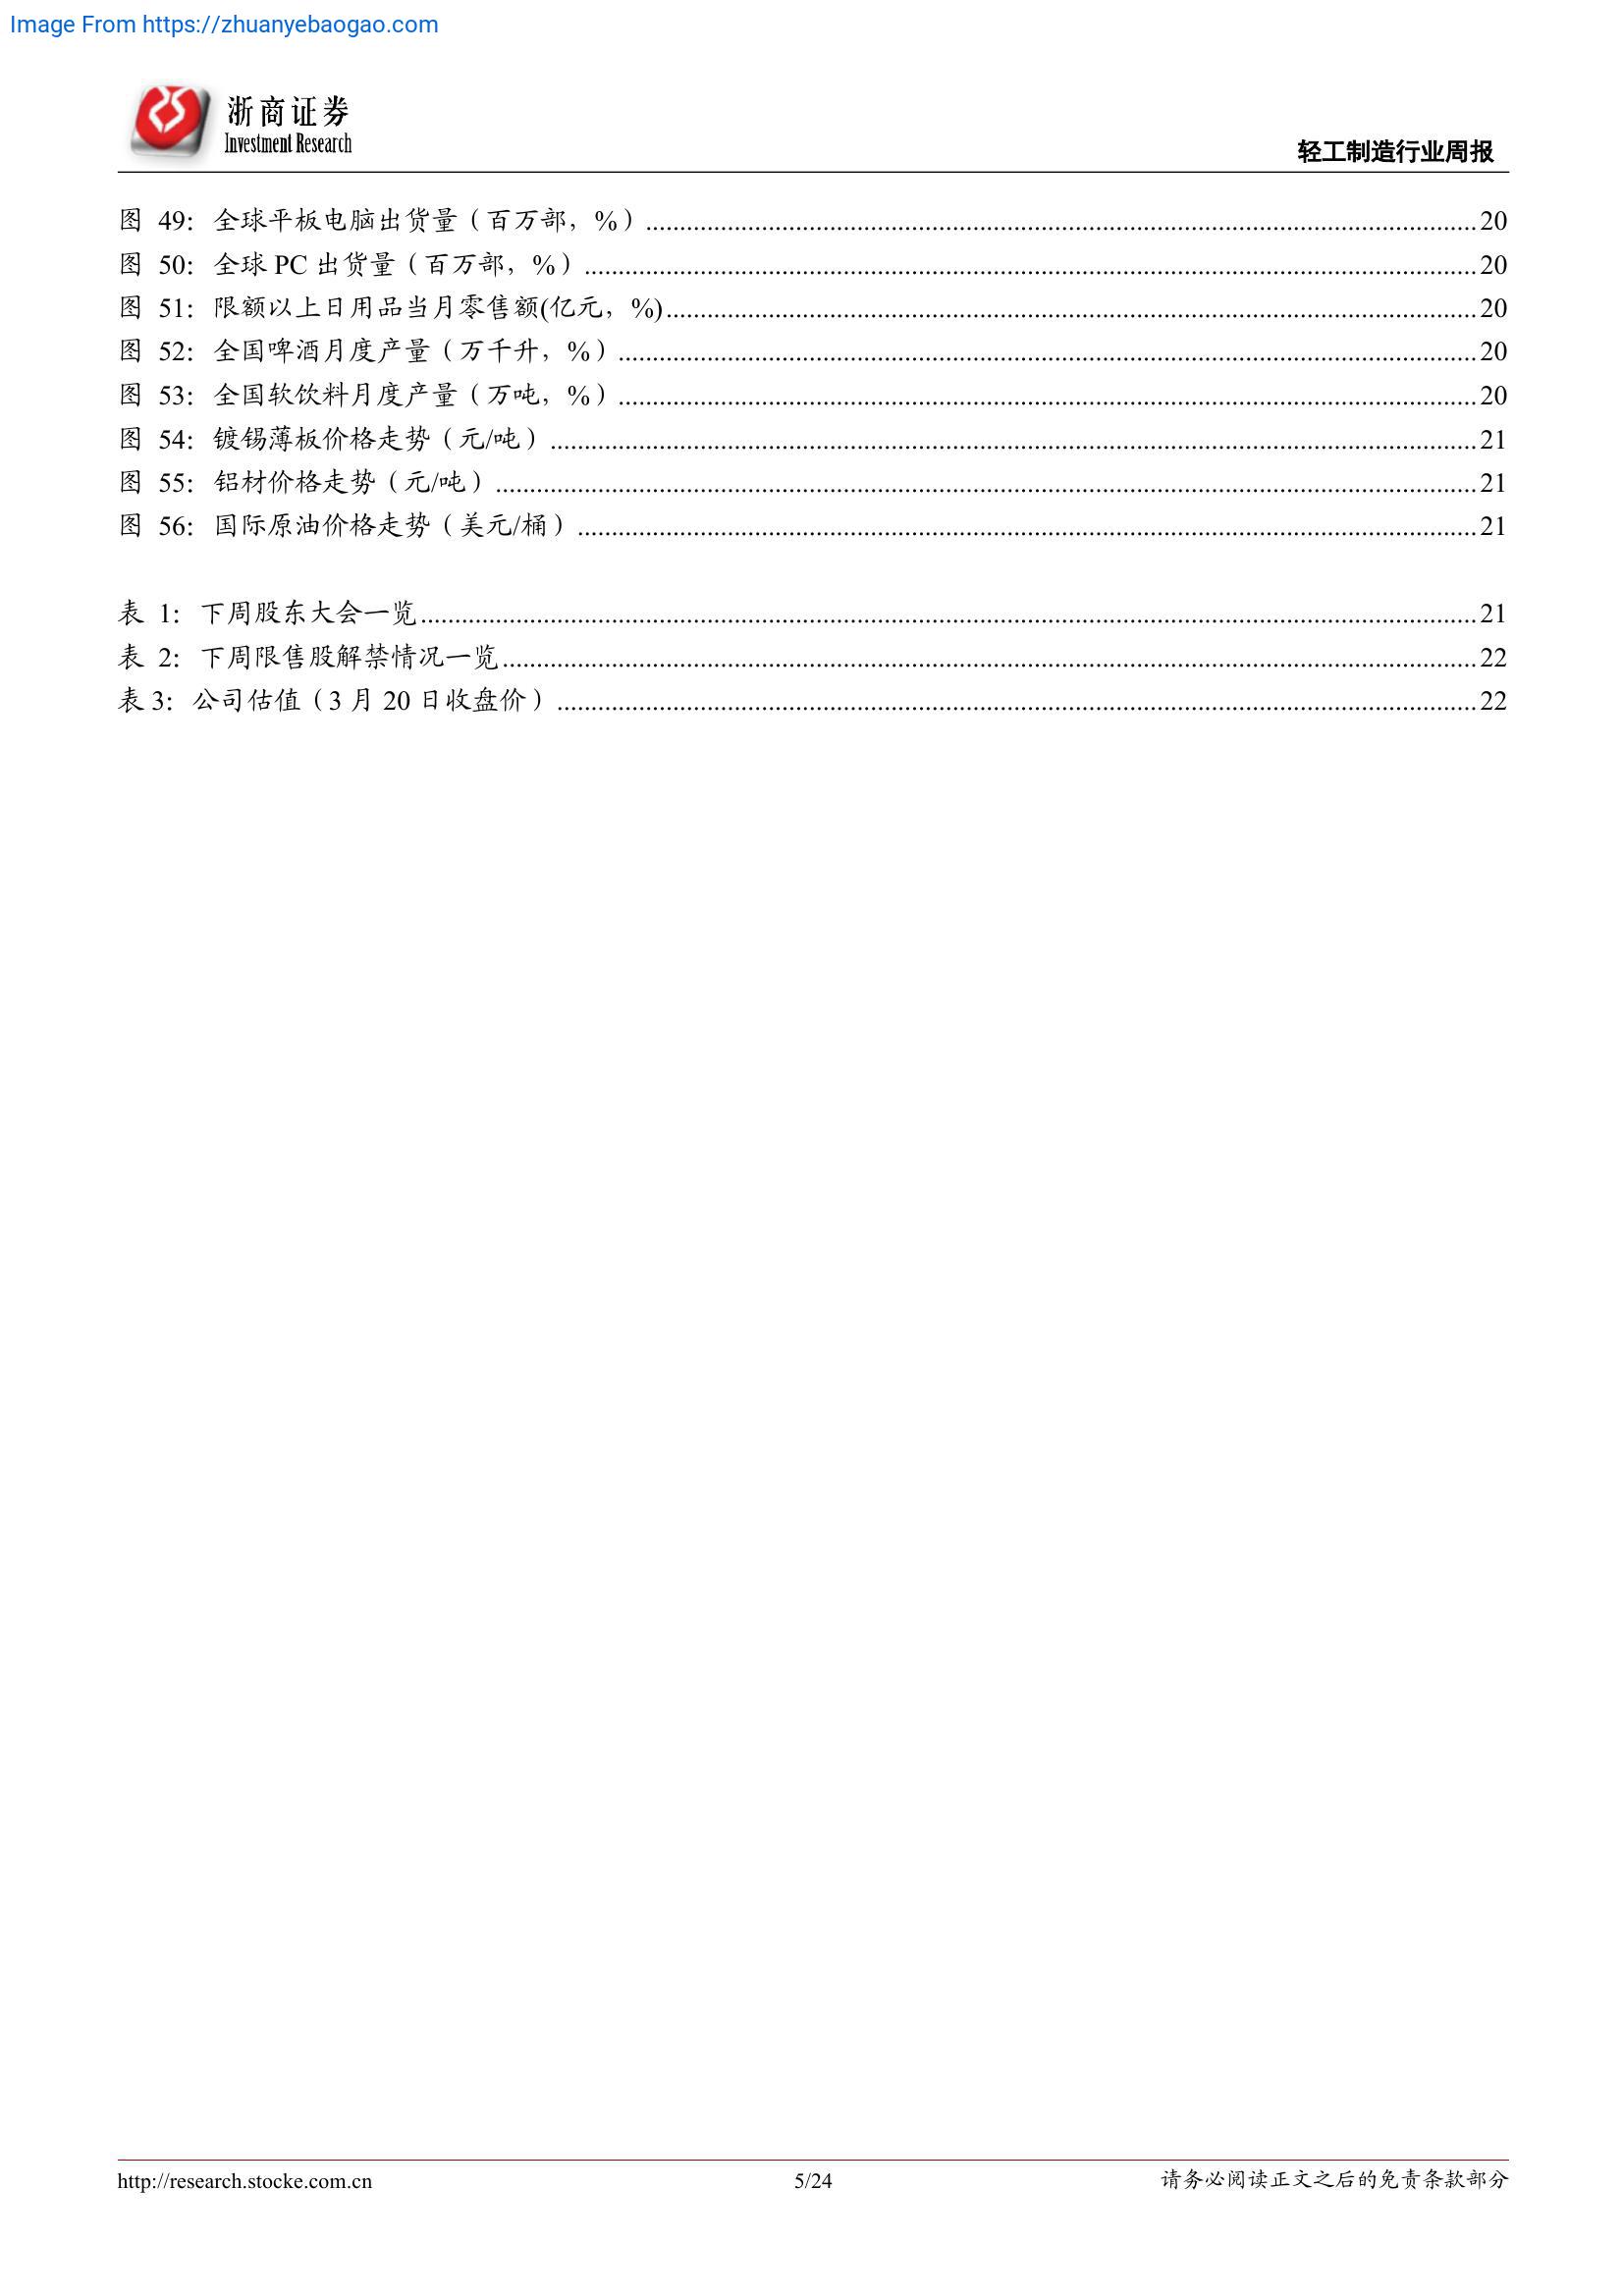 Image From https://zhuanyebaogao.com
浙商证券
Investment Research
轻工制造行业周报
图 49：全球平板电脑出货量（百万部，%）....................20
图 50：全球 PC 出货量（百万部，%）....................20
图 51：限额以上日用品当月零售额(亿元，%)....................20
图 52：全国啤酒月度产量（万千升，%）....................20
图 53：全国软饮料月度产量（万吨，%）....................20
图 54：镀锡薄板价格走势（元/吨）....................21
图 55：铝材价格走势（元/吨）....................21
图 56：国际原油价格走势（美元/桶）....................21
表 1：下周股东大会一览....................21
表 2：下周限售股解禁情况一览....................22
表 3：公司估值（3 月 20 日收盘价）....................22
http://research.stocke.com.cn
5/24
请务必阅读正文之后的免责条款部分